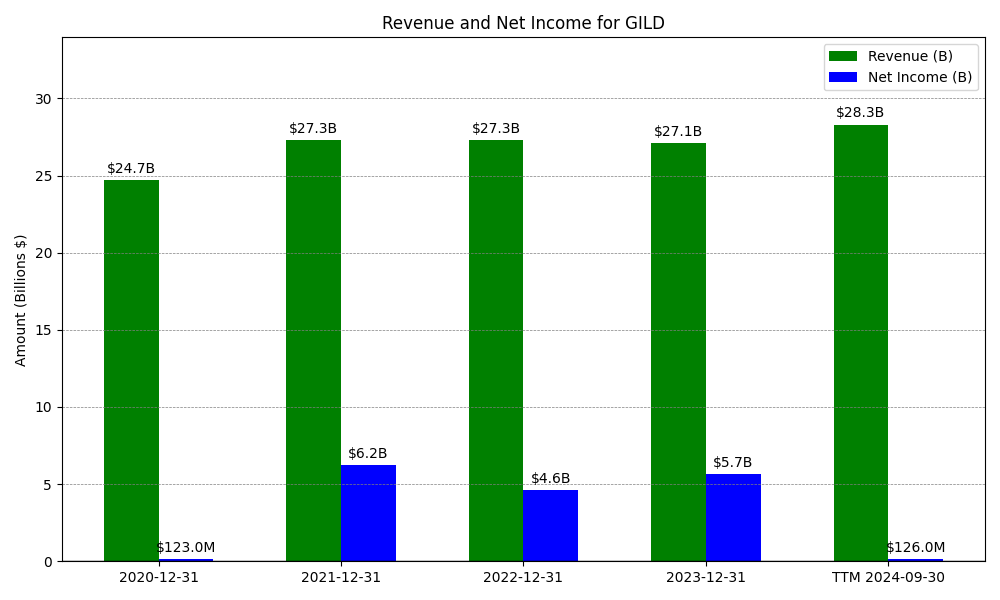 Revenue and Net Income for GILD
Revenue (B)
Net Income (B)
Amount (Billions $)
30
25
20
15
10
5
0
$24.7B
$123.0M
$27.3B
$6.2B
$27.3B
$4.6B
$27.1B
$5.7B
$28.3B
$126.0M
2020-12-31
2021-12-31
2022-12-31
2023-12-31
TTM 2024-09-30